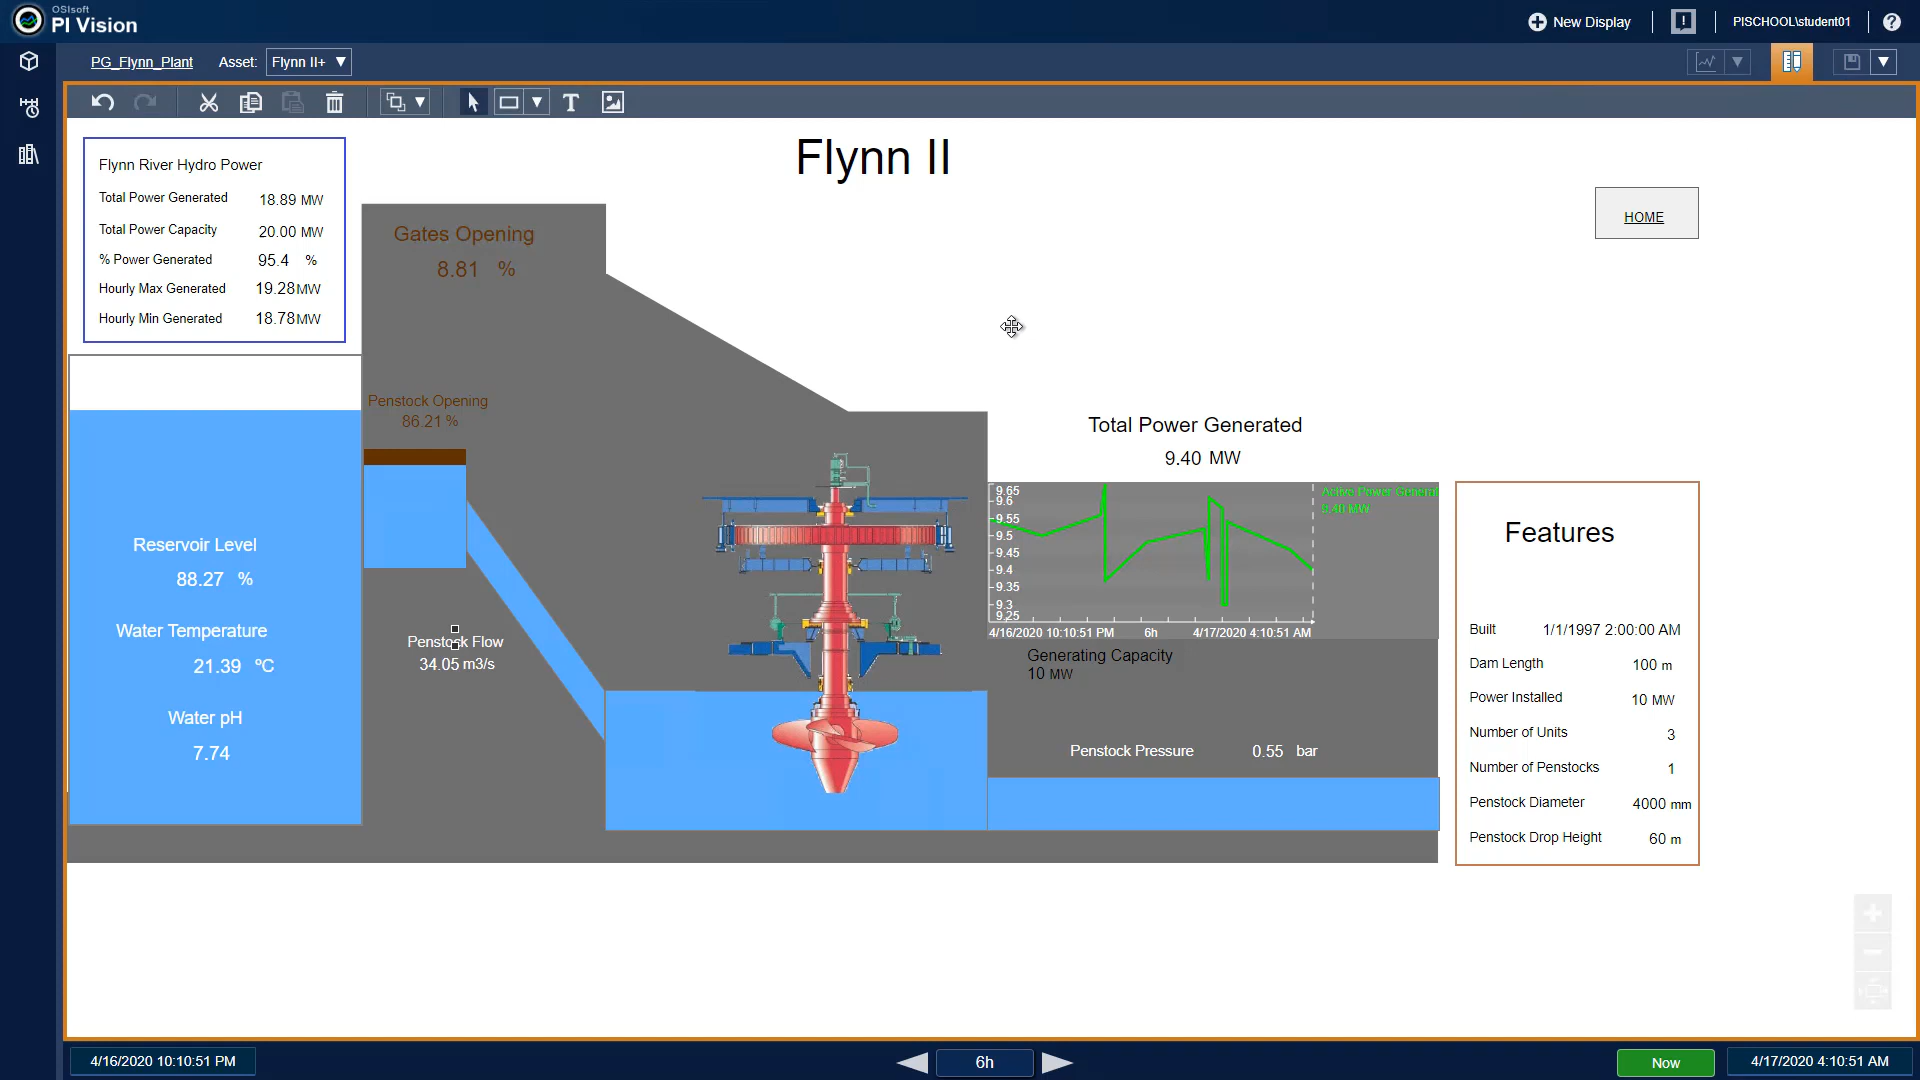 OSIsoft
PI Vision
New Display
PISCHOOL\student01
PG_Flynn_Plant
Asset:
Flynn II+
Flynn II
Flynn River Hydro Power
Total Power Generated 18.89 MW
Total Power Capacity 20.00 MW
% Power Generated 95.4 %
Hourly Max Generated 19.28 MW
Hourly Min Generated 18.78 MW
HOME
Gates Opening
8.81 %
Penstock Opening
86.21 %
Reservoir Level
88.27 %
Water Temperature
21.39 ºC
Water pH
7.74
Penstock Flow
34.05 m3/s
Total Power Generated
9.40 MW
9.65
9.6
9.55
9.5
9.45
9.4
9.35
9.3
9.25
Active Power Generat
9.40 MW
4/16/2020 10:10:51 PM 6h 4/17/2020 4:10:51 AM
Generating Capacity
10 MW
Penstock Pressure 0.55 bar
Features
Built 1/1/1997 2:00:00 AM
Dam Length 100 m
Power Installed 10 MW
Number of Units 3
Number of Penstocks 1
Penstock Diameter 4000 mm
Penstock Drop Height 60 m
4/16/2020 10:10:51 PM
6h
Now
4/17/2020 4:10:51 AM